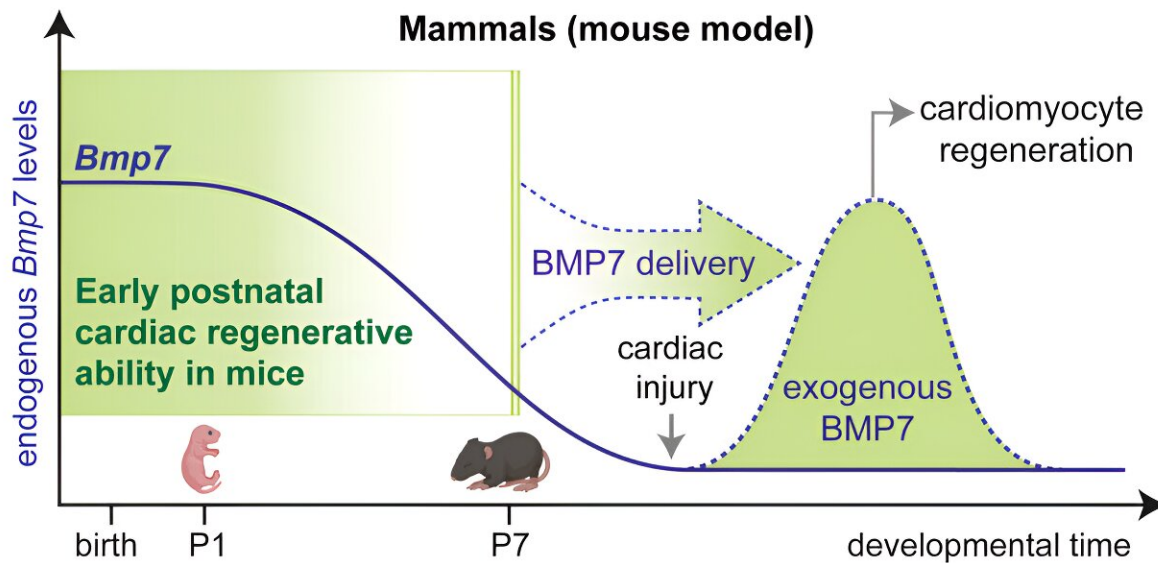 Mammals (mouse model)
endogenous Bmp7 levels
Bmp7
Early postnatal
cardiac regenerative
ability in mice
BMP7 delivery
cardiac
injury
cardiomyocyte
regeneration
exogenous
BMP7
birth
P1
P7
developmental time